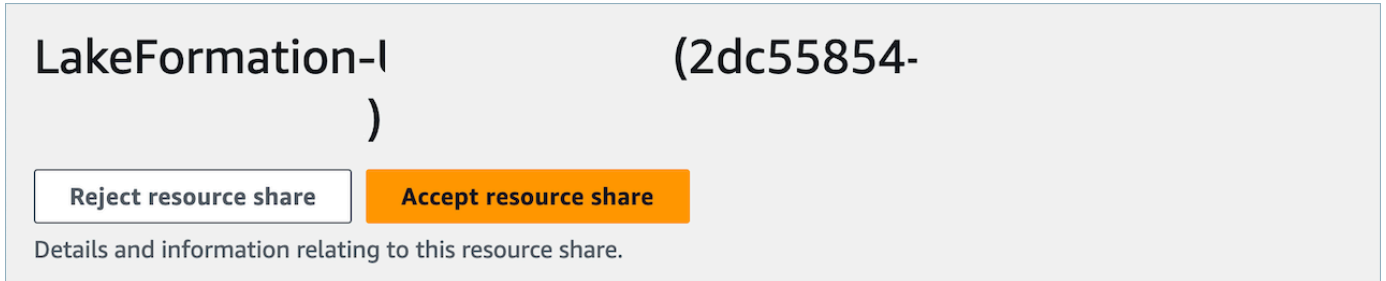 LakeFormation- (2dc55854-
)
Reject resource share Accept resource share
Details and information relating to this resource share.